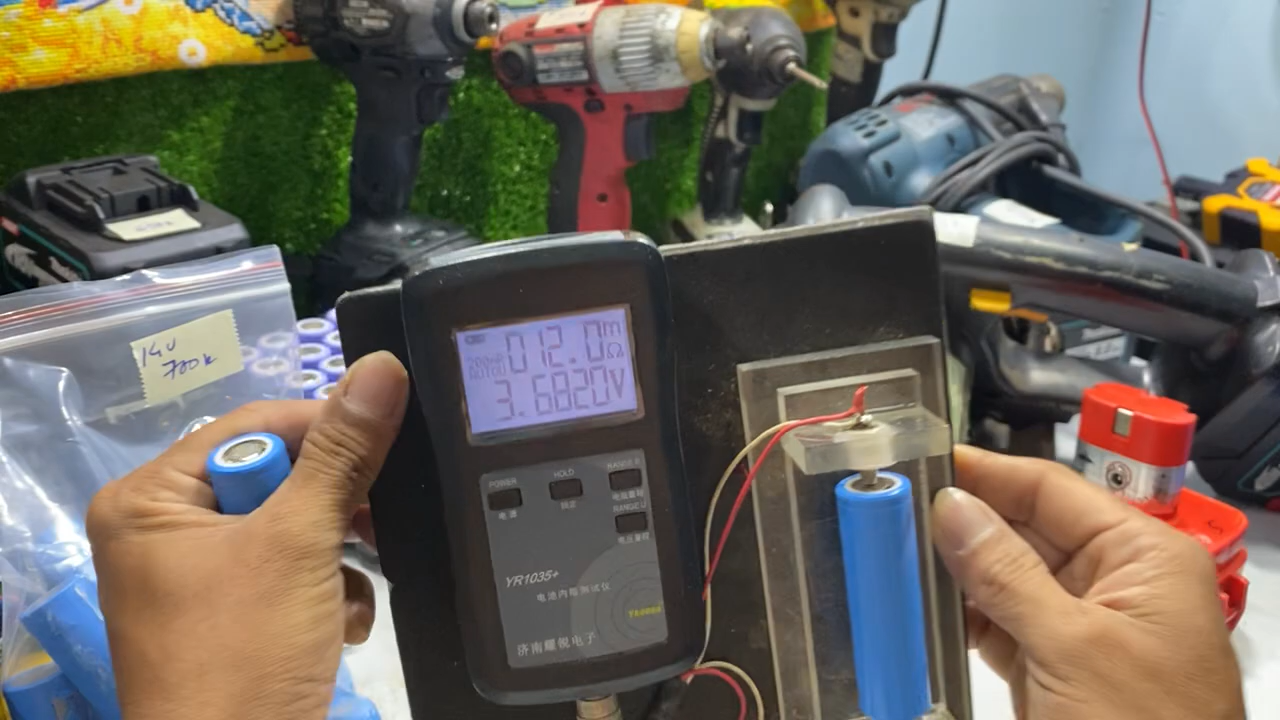 14U
700k
012.0mΩ
3.6820V
POWER
HOLD
RANGE R
电源
锁定
电阻量程
RANGE U
电压量程
YR1035+
电池内阻测试仪
济南耀锐电子